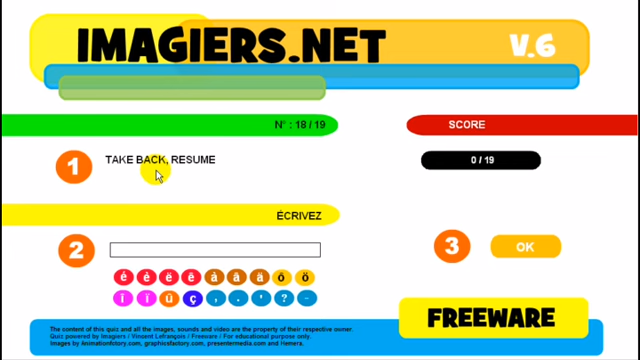 IMAGIERS.NET
V.6
N° : 18 / 19
SCORE
1
TAKE BACK, RESUME
0 / 19
ÉCRIVEZ
2
3
OK
é è ë ê à â ä ô ö
î ï û ç , . ' ? -
FREEWARE
The content of this quiz and all the images, sounds and video are the property of their respective owner.
Quiz powered by Imagiers / Vincent Lefrançois / Freeware / For educational purpose only.
Images by Animationfctory.com, graphicsfactory.com, presentermedia.com and Hemera.